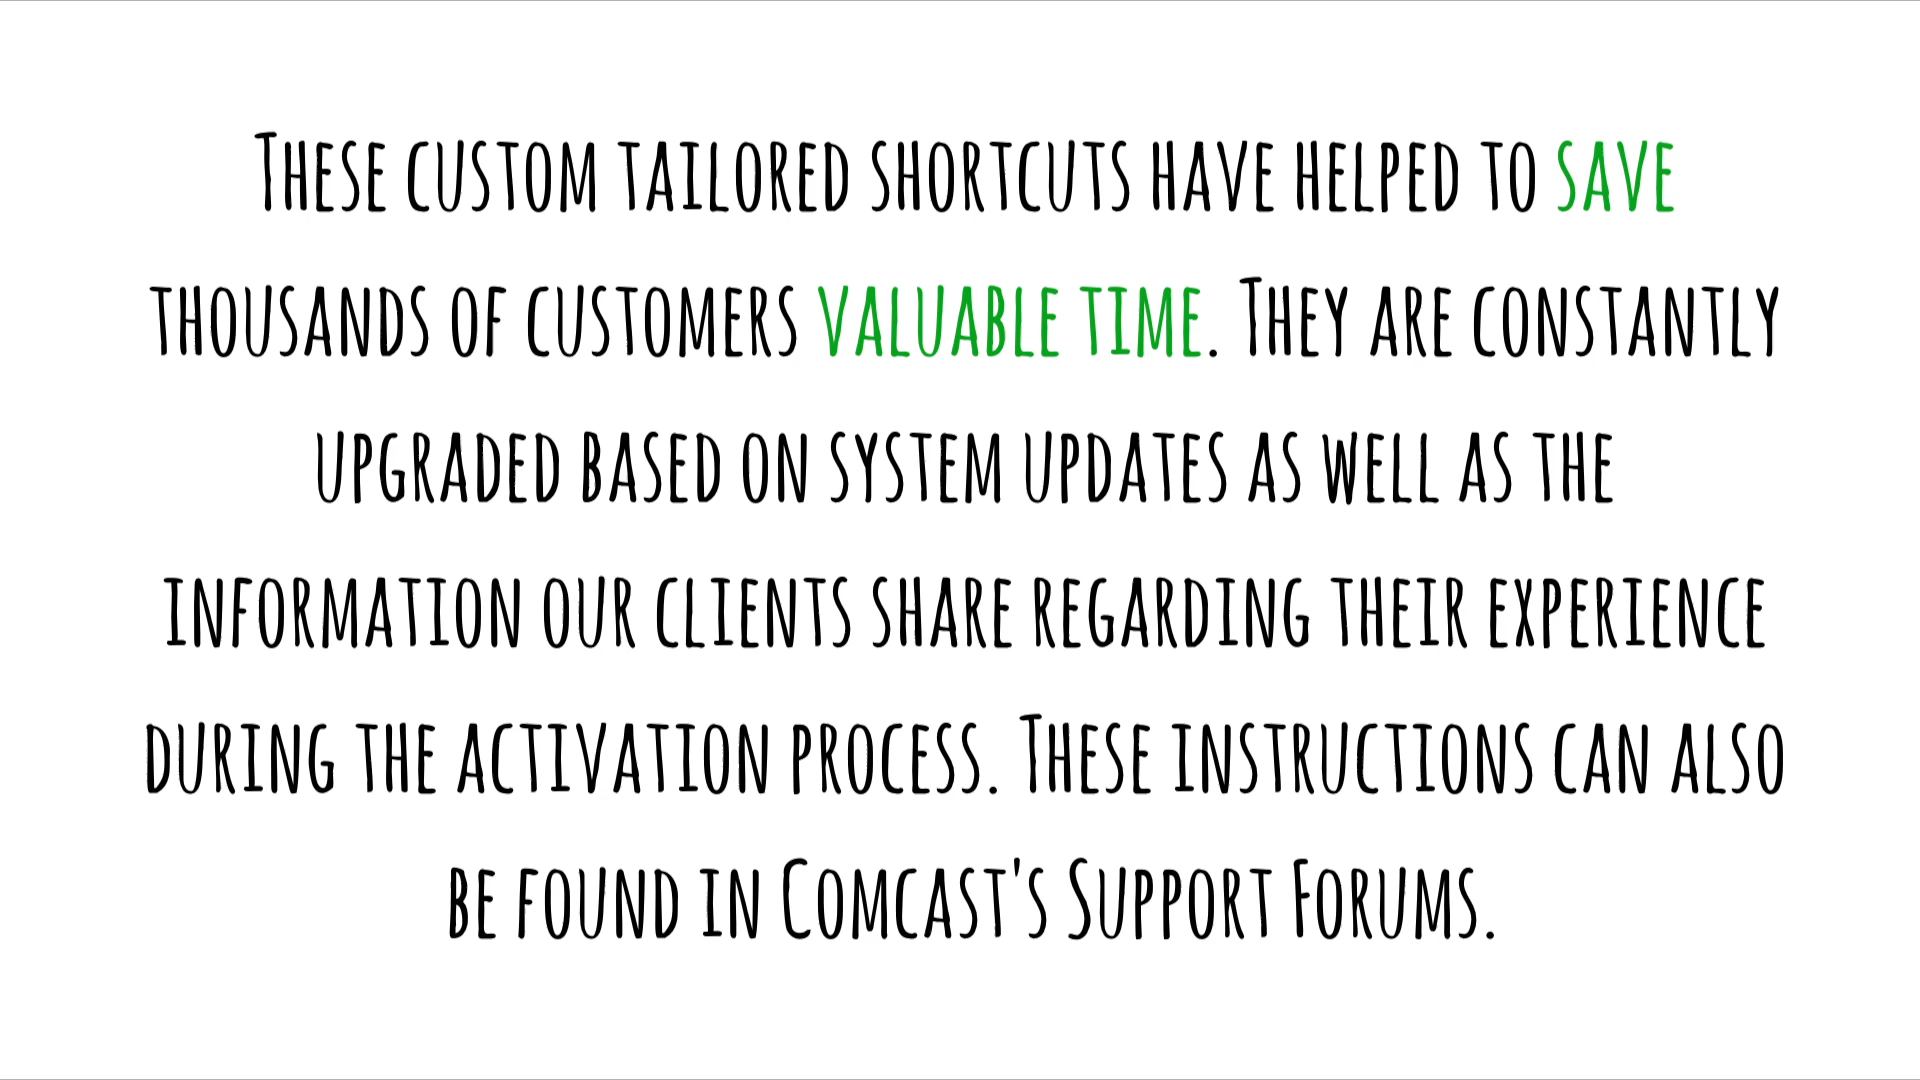 These custom tailored shortcuts have helped to save
thousands of customers valuable time. They are constantly
upgraded based on system updates as well as the
information our clients share regarding their experience
during the activation process. These instructions can also
be found in Comcast's Support Forums.